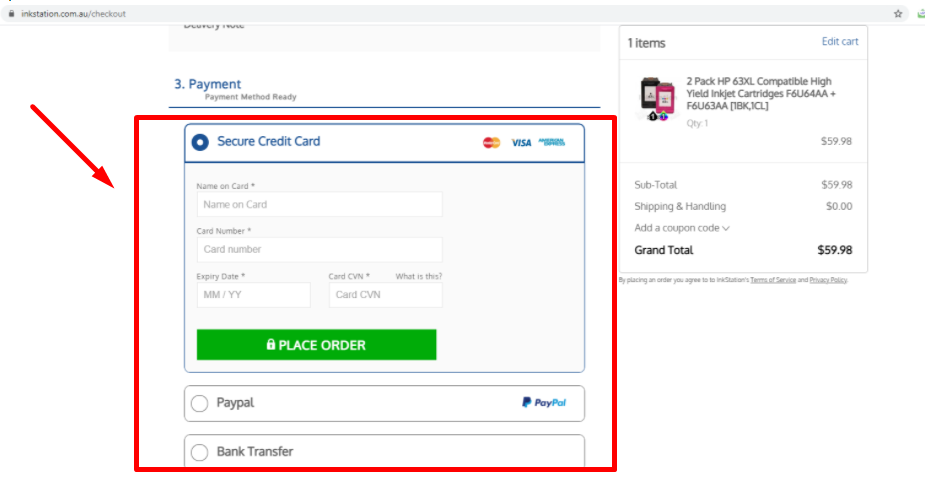 inkstation.com.au/checkout
Delivery Note
3. Payment
Payment Method Ready
Secure Credit Card
VISA
AMERICAN EXPRESS
Name on Card *
Name on Card
Card Number *
Card number
Expiry Date *
Card CVN *
What is this?
MM / YY
Card CVN
PLACE ORDER
Paypal
PayPal
Bank Transfer
1 items
Edit cart
2 Pack HP 63XL Compatible High
Yield Inkjet Cartridges F6U64AA +
F6U63AA [1BK,1CL]
Qty: 1
$59.98
Sub-Total $59.98
Shipping & Handling $0.00
Add a coupon code
Grand Total $59.98
By placing an order you agree to to InkStation's Terms of Service and Privacy Policy